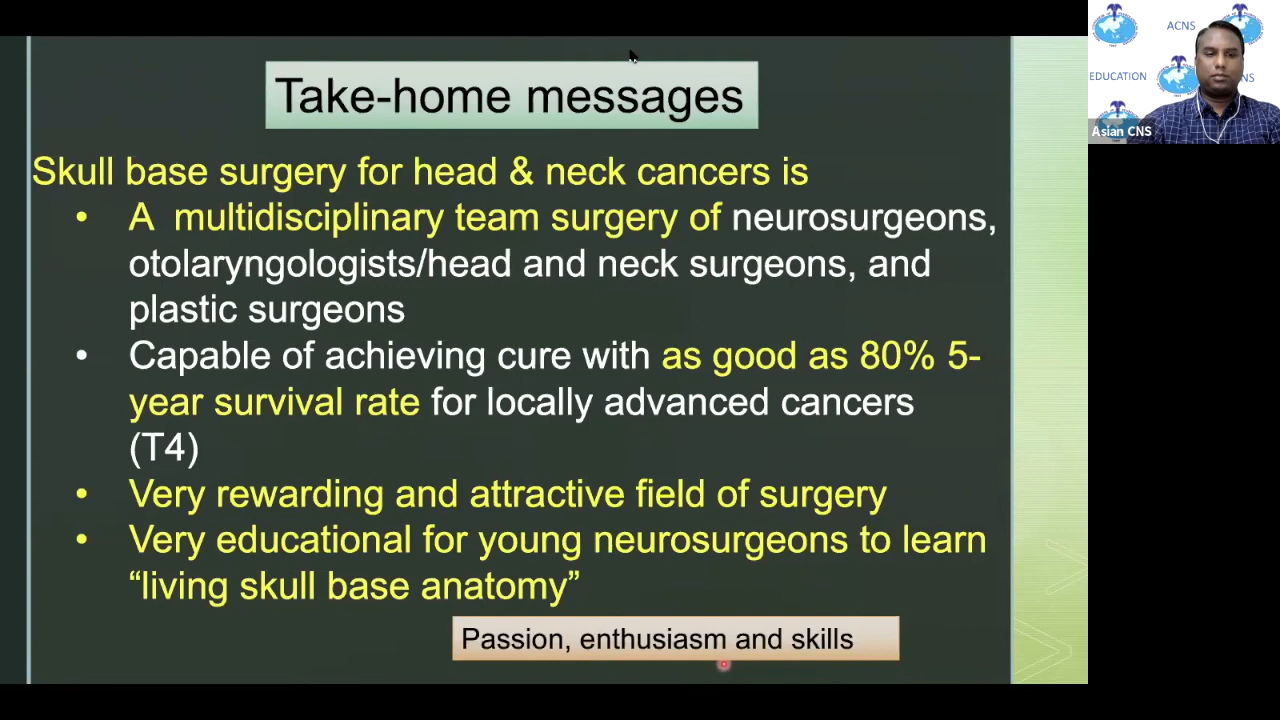 Take-home messages
Skull base surgery for head & neck cancers is
• A multidisciplinary team surgery of neurosurgeons,
otolaryngologists/head and neck surgeons, and
plastic surgeons
• Capable of achieving cure with as good as 80% 5-
year survival rate for locally advanced cancers
(T4)
• Very rewarding and attractive field of surgery
• Very educational for young neurosurgeons to learn
“living skull base anatomy”
Passion, enthusiasm and skills
ACNS
EDUCATION
NS
Asian CNS